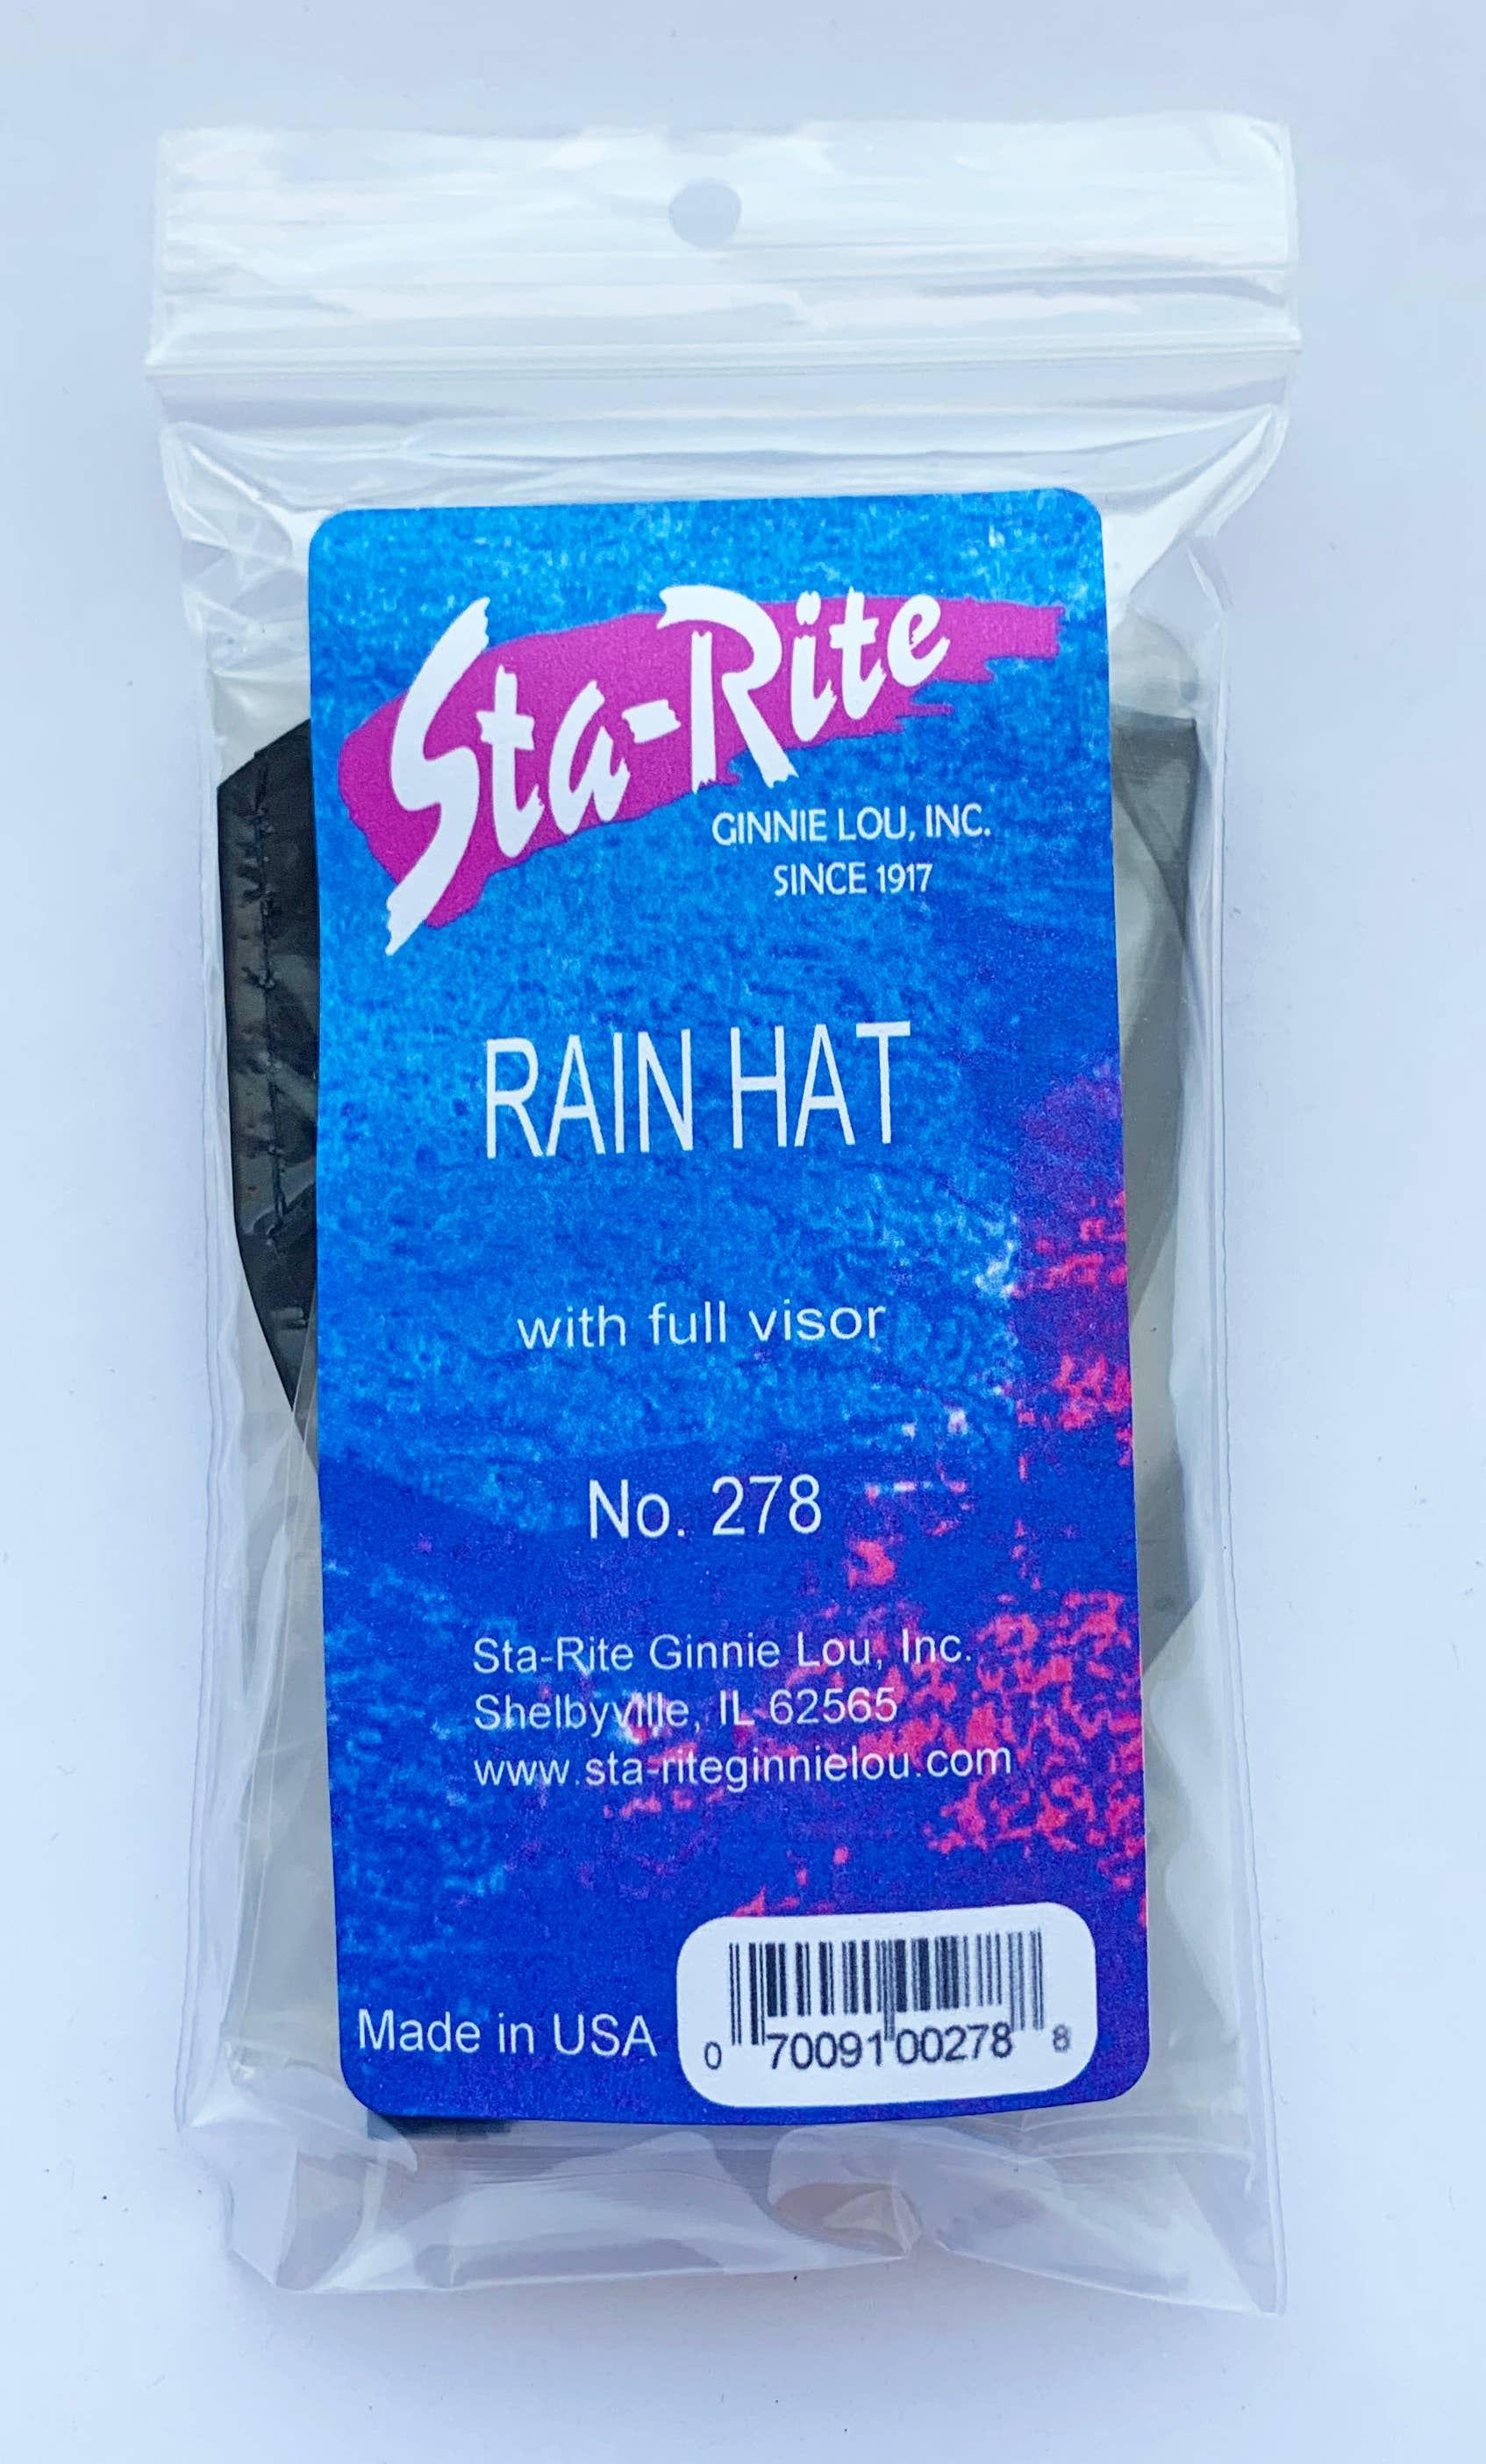 Sta-Rite
GINNIE LOU, INC.
SINCE 1917
RAIN HAT
with full visor
No. 278
Sta-Rite Ginnie Lou, Inc.
Shelbyville, IL 62565
www.sta-riteginnielou.com
Made in USA
0 70091 00278 8